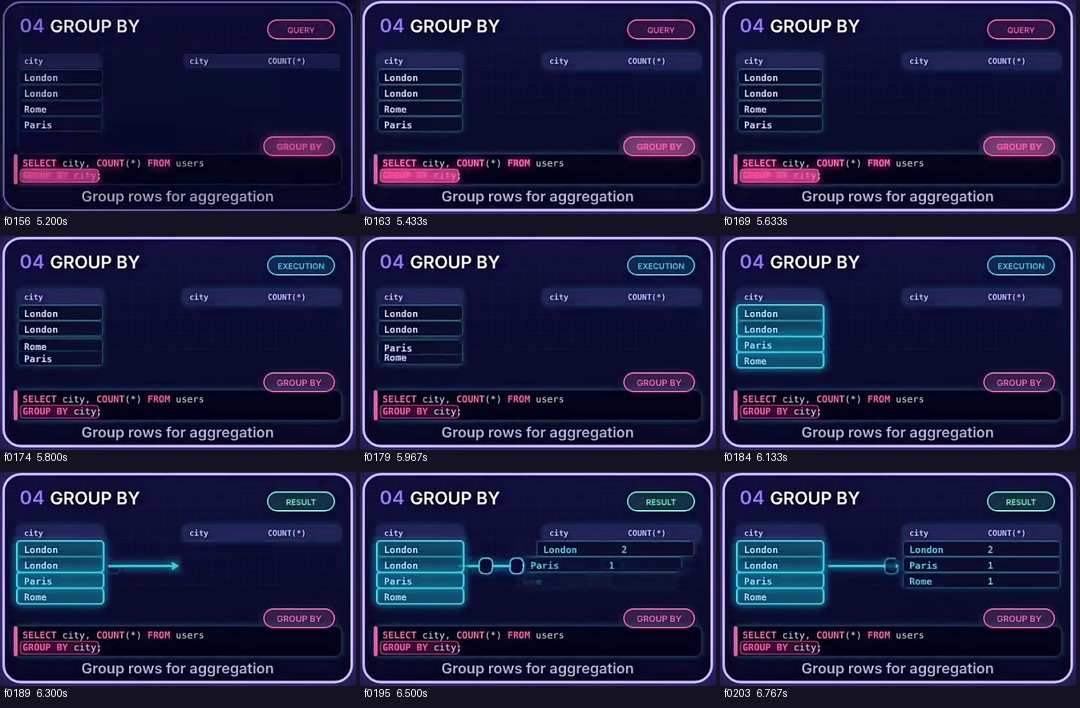 04 GROUP BY
QUERY
city
city COUNT(*)
London
London
Rome
Paris
GROUP BY
SELECT city, COUNT(*) FROM users
GROUP BY city;
Group rows for aggregation
f0156 5.200s
04 GROUP BY
QUERY
city
city COUNT(*)
London
London
Rome
Paris
GROUP BY
SELECT city, COUNT(*) FROM users
GROUP BY city;
Group rows for aggregation
f0163 5.433s
04 GROUP BY
QUERY
city
city COUNT(*)
London
London
Rome
Paris
GROUP BY
SELECT city, COUNT(*) FROM users
GROUP BY city;
Group rows for aggregation
f0169 5.633s
04 GROUP BY
EXECUTION
city
city COUNT(*)
London
London
Rome
Paris
GROUP BY
SELECT city, COUNT(*) FROM users
GROUP BY city;
Group rows for aggregation
f0174 5.800s
04 GROUP BY
EXECUTION
city
city COUNT(*)
London
London
Paris
Rome
GROUP BY
SELECT city, COUNT(*) FROM users
GROUP BY city;
Group rows for aggregation
f0179 5.967s
04 GROUP BY
EXECUTION
city
city COUNT(*)
London
London
Paris
Rome
GROUP BY
SELECT city, COUNT(*) FROM users
GROUP BY city;
Group rows for aggregation
f0184 6.133s
04 GROUP BY
RESULT
city
city COUNT(*)
London
London
Paris
Rome
GROUP BY
SELECT city, COUNT(*) FROM users
GROUP BY city;
Group rows for aggregation
f0189 6.300s
04 GROUP BY
RESULT
city
city COUNT(*)
London
London
Paris
Rome
London 2
Paris 1
GROUP BY
SELECT city, COUNT(*) FROM users
GROUP BY city;
Group rows for aggregation
f0195 6.500s
04 GROUP BY
RESULT
city
city COUNT(*)
London
London
Paris
Rome
London 2
Paris 1
Rome 1
GROUP BY
SELECT city, COUNT(*) FROM users
GROUP BY city;
Group rows for aggregation
f0203 6.767s